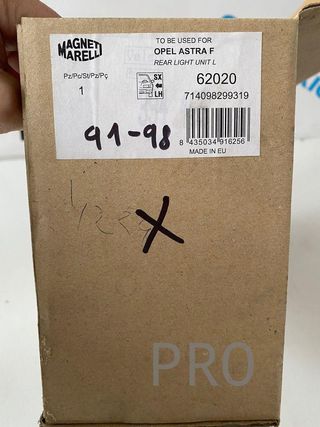 MAGNETI
MARELLI
TO BE USED FOR
OPEL ASTRA F
REAR LIGHT UNIT L
Pz/Pc/St/Pz/Pç
1
SX
LH
62020
714098299319
8 435034 916256
MADE IN EU
91-98
X
PRO